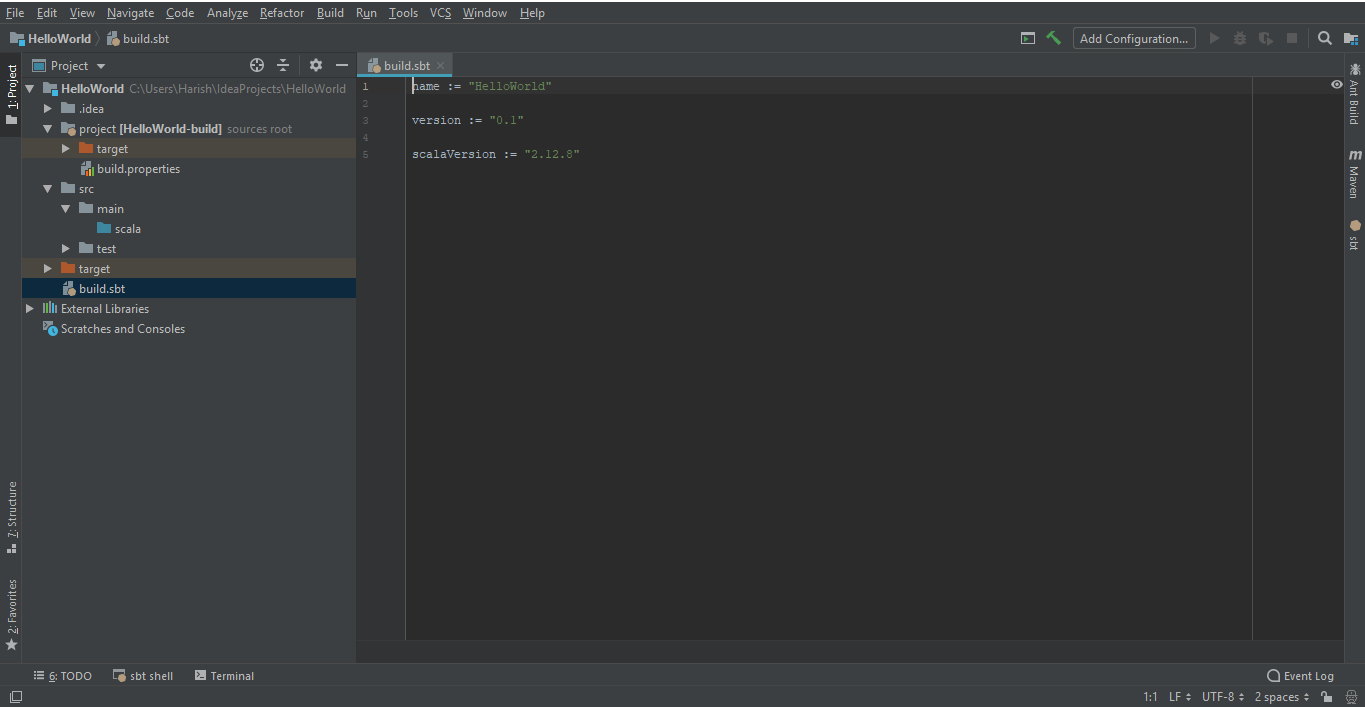 File Edit View Navigate Code Analyze Refactor Build Run Tools VCS Window Help
HelloWorld build.sbt
Add Configuration...
1: Project
Project
build.sbt
HelloWorld C:\Users\Harish\IdeaProjects\HelloWorld
.idea
project [HelloWorld-build] sources root
target
build.properties
src
main
scala
test
target
build.sbt
External Libraries
Scratches and Consoles
1 name := "HelloWorld"
2
3 version := "0.1"
4
5 scalaVersion := "2.12.8"
Ant Build
m Maven
sbt
7: Structure
2: Favorites
6: TODO sbt shell Terminal
Event Log
1:1 LF UTF-8 2 spaces